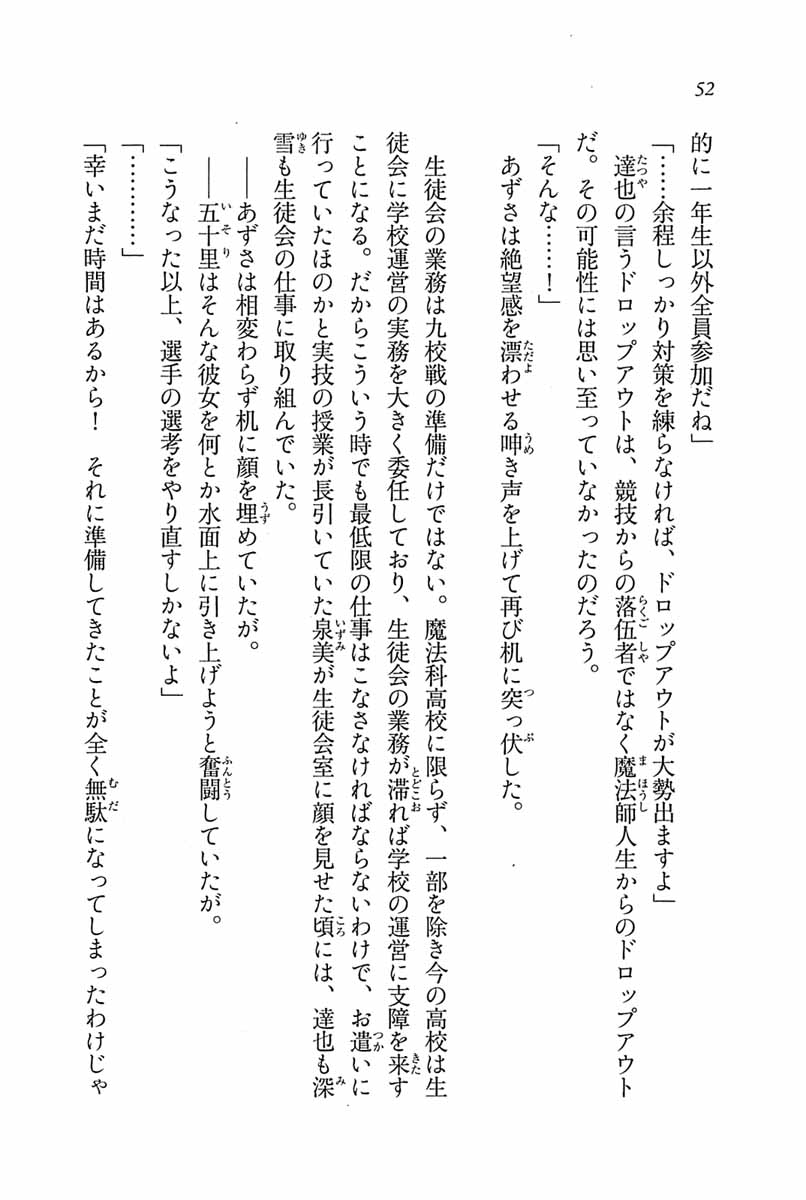 52
的に一年生以外全員参加だね」
「……余程しっかり対策を練らなければ、ドロップアウトが大勢出ますよ」
達也の言うドロップアウトは、競技からの落伍者ではなく魔法師人生からのドロップアウト
だ。その可能性には思い至っていなかったのだろう。
「そんな……！」
あずさは絶望感を漂わせる呻き声を上げて再び机に突っ伏した。
生徒会の業務は九校戦の準備だけではない。魔法科高校に限らず、一部を除き今の高校は生
徒会に学校運営の実務を大きく委任しており、生徒会の業務が滞れば学校の運営に支障を来す
ことになる。だからこういう時でも最低限の仕事はこなさなければならないわけで、お遣いに
行っていたほのかと実技の授業が長引いていた泉美が生徒会室に顔を見せた頃には、達也も深
雪も生徒会の仕事に取り組んでいた。
――あずさは相変わらず机に顔を埋めていたが。
――五十里はそんな彼女を何とか水面上に引き上げようと奮闘していたが。
「こうなった以上、選手の選考をやり直すしかないよ」
「…………」
「幸いまだ時間はあるから！　それに準備してきたことが全く無駄になってしまったわけじゃ